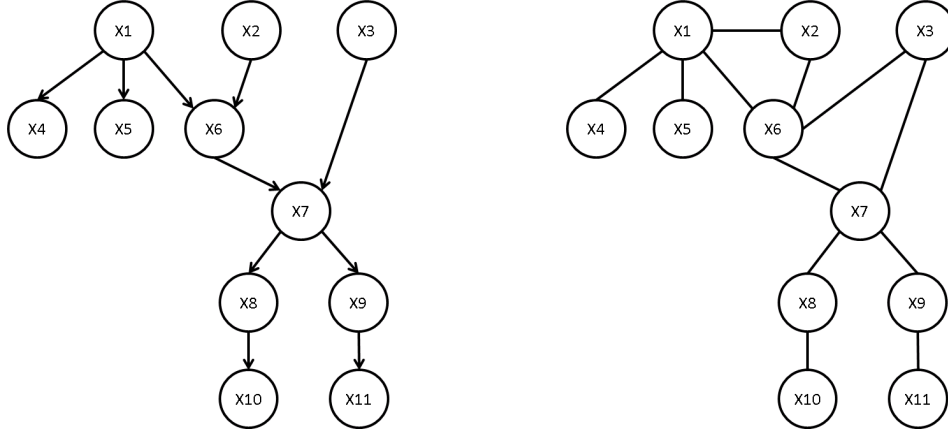 X1 X2 X3 X1 X2 X3
X4 X5 X6 X4 X5 X6
X7 X7
X8 X9 X8 X9
X10 X11 X10 X11